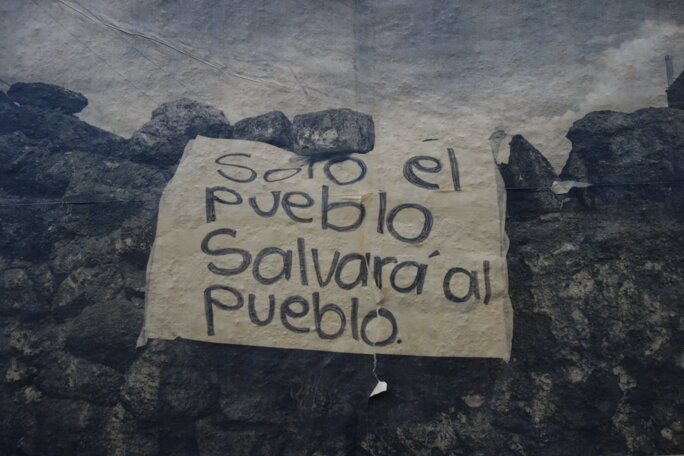 Solo el
pueblo
Salvará al
pueblo.